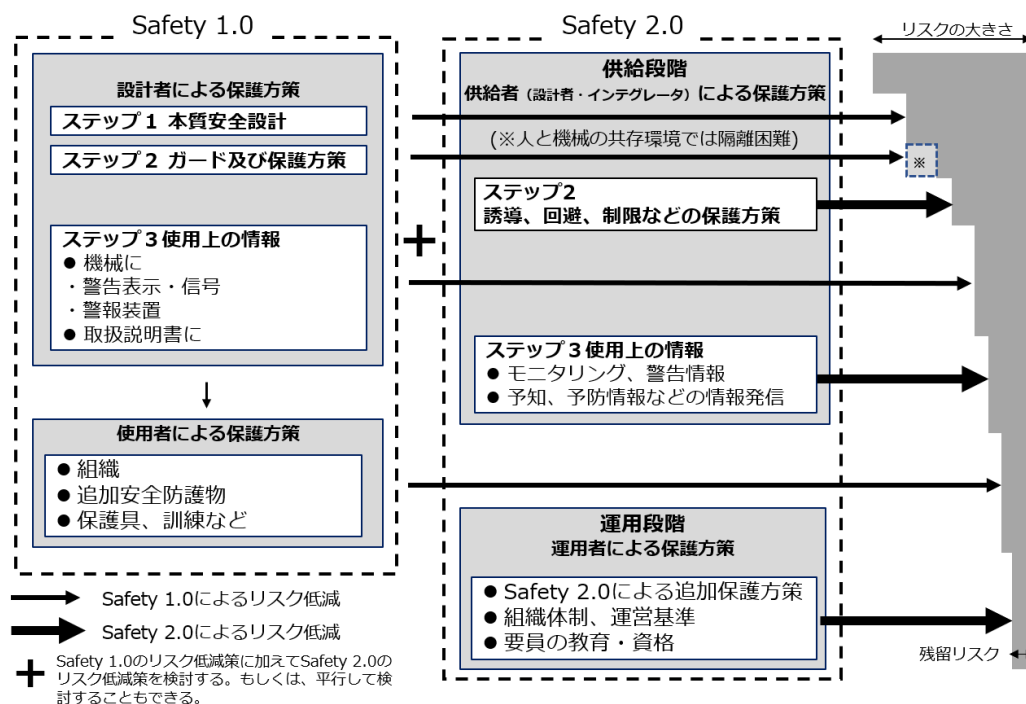 Safety 1.0
設計者による保護方策
ステップ1 本質安全設計
ステップ2 ガード及び保護方策
ステップ3使用上の情報
● 機械に
・警告表示・信号
・警報装置
● 取扱説明書に
使用者による保護方策
● 組織
● 追加安全防護物
● 保護具、訓練など
+
Safety 2.0
供給段階
供給者(設計者・インテグレータ)による保護方策
(※人と機械の共存環境では隔離困難)
ステップ2
誘導、回避、制限などの保護方策
ステップ3使用上の情報
● モニタリング、警告情報
● 予知、予防情報などの情報発信
運用段階
運用者による保護方策
● Safety 2.0による追加保護方策
● 組織体制、運営基準
● 要員の教育・資格
リスクの大きさ
※
残留リスク
Safety 1.0によるリスク低減
Safety 2.0によるリスク低減
+ Safety 1.0のリスク低減策に加えてSafety 2.0の
リスク低減策を検討する。もしくは、平行して検
討することもできる。